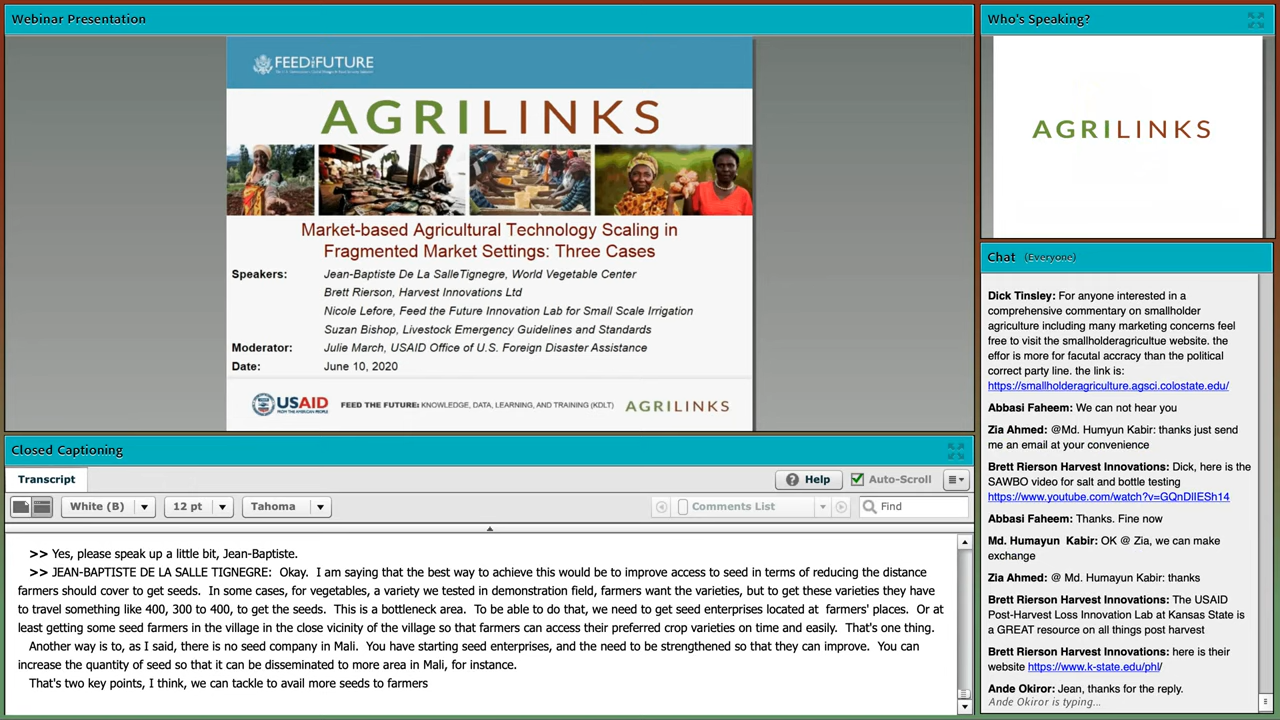 Webinar Presentation
FEED THE FUTURE
AGRILINKS
Market-based Agricultural Technology Scaling in
Fragmented Market Settings: Three Cases
Speakers: Jean-Baptiste De La SalleTignegre, World Vegetable Center
Brett Rierson, Harvest Innovations Ltd
Nicole Lefore, Feed the Future Innovation Lab for Small Scale Irrigation
Suzan Bishop, Livestock Emergency Guidelines and Standards
Moderator: Julie March, USAID Office of U.S. Foreign Disaster Assistance
Date: June 10, 2020
USAID
FROM THE AMERICAN PEOPLE
FEED THE FUTURE: KNOWLEDGE, DATA, LEARNING, AND TRAINING (KDLT)
AGRILINKS
Closed Captioning
Transcript
Help
Auto-Scroll
White (B)
12 pt
Tahoma
Comments List
Find
>> Yes, please speak up a little bit, Jean-Baptiste.
>> JEAN-BAPTISTE DE LA SALLE TIGNEGRE: Okay. I am saying that the best way to achieve this would be to improve access to seed in terms of reducing the distance
farmers should cover to get seeds. In some cases, for vegetables, a variety we tested in demonstration field, farmers want the varieties, but to get these varieties they have
to travel something like 400, 300 to 400, to get the seeds. This is a bottleneck area. To be able to do that, we need to get seed enterprises located at farmers' places. Or at
least getting some seed farmers in the village in the close vicinity of the village so that farmers can access their preferred crop varieties on time and easily. That's one thing.
Another way is to, as I said, there is no seed company in Mali. You have starting seed enterprises, and the need to be strengthened so that they can improve. You can
increase the quantity of seed so that it can be disseminated to more area in Mali, for instance.
That's two key points, I think, we can tackle to avail more seeds to farmers
Who's Speaking?
AGRILINKS
Chat (Everyone)
Dick Tinsley: For anyone interested in a
comprehensive commentary on smallholder
agriculture including many marketing concerns feel
free to visit the smallholderagricultue website. the
effor is more for facutal accracy than the political
correct party line. the link is:
https://smallholderagriculture.agsci.colostate.edu/
Abbasi Faheem: We can not hear you
Zia Ahmed: @Md. Humyun Kabir: thanks just send
me an email at your convenience
Brett Rierson Harvest Innovations: Dick, here is the
SAWBO video for salt and bottle testing
https://www.youtube.com/watch?v=GQnDlIESh14
Abbasi Faheem: Thanks. Fine now
Md. Humayun Kabir: OK @ Zia, we can make
exchange
Zia Ahmed: @ Md. Humayun Kabir: thanks
Brett Rierson Harvest Innovations: The USAID
Post-Harvest Loss Innovation Lab at Kansas State is
a GREAT resource on all things post harvest
Brett Rierson Harvest Innovations: here is their
website https://www.k-state.edu/phl/
Ande Okiror: Jean, thanks for the reply.
Ande Okiror is typing...